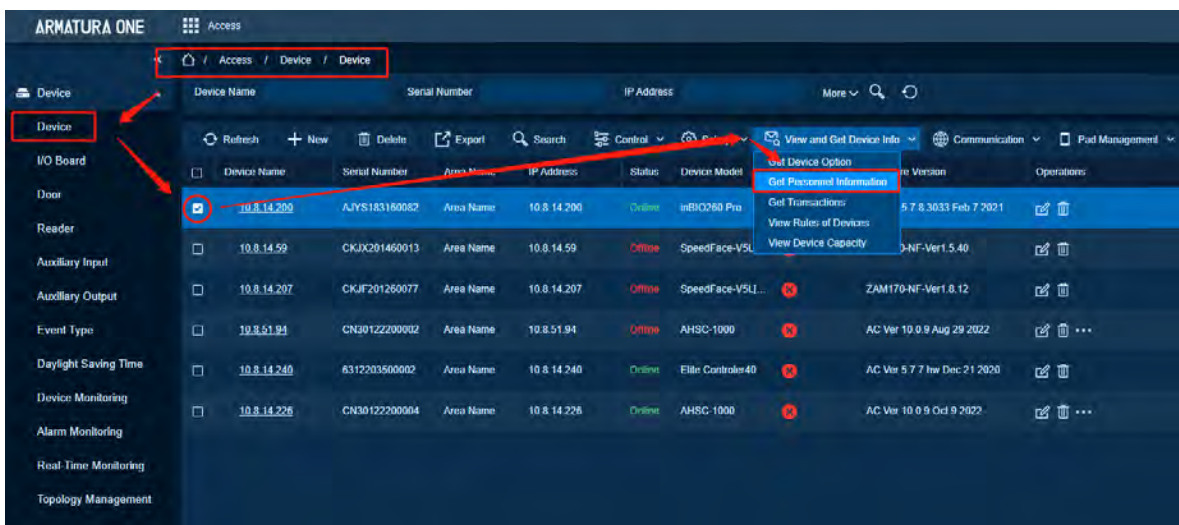 ARMATURA ONE
Access
/ Access / Device / Device
Device
Device Name Serial Number IP Address More
Device
Refresh New Delete Export Search Control View and Get Device Info Communication Pad Management
I/O Board
Device Name Serial Number Area Name IP Address Status Device Model re Version Operations
Get Device Option
Get Personnel Information
Get Transactions
View Rules of Devices
View Device Capacity
Door
10.8.14.200 AJYS183160082 Area Name 10.8.14.200 Online inBIO260 Pro 5.7.8.3033 Feb 7 2021
Reader
10.8.14.59 CKJX201460013 Area Name 10.8.14.59 Offline SpeedFace-V5L 0-NF-Ver1.5.40
Auxiliary Input
Auxiliary Output
10.8.14.207 CKJF201260077 Area Name 10.8.14.207 Offline SpeedFace-V5L[... ZAM170-NF-Ver1.8.12
Event Type
10.8.51.94 CN30122200002 Area Name 10.8.51.94 Offline AHSC-1000 AC Ver 10.0.9 Aug 29 2022
Daylight Saving Time
10.8.14.240 6312203500002 Area Name 10.8.14.240 Online Elite Controler40 AC Ver 5.7.7 hw Dec 21 2020
Device Monitoring
10.8.14.226 CN30122200004 Area Name 10.8.14.226 Online AHSC-1000 AC Ver 10.0.9 Oct 9 2022
Alarm Monitoring
Real-Time Monitoring
Topology Management